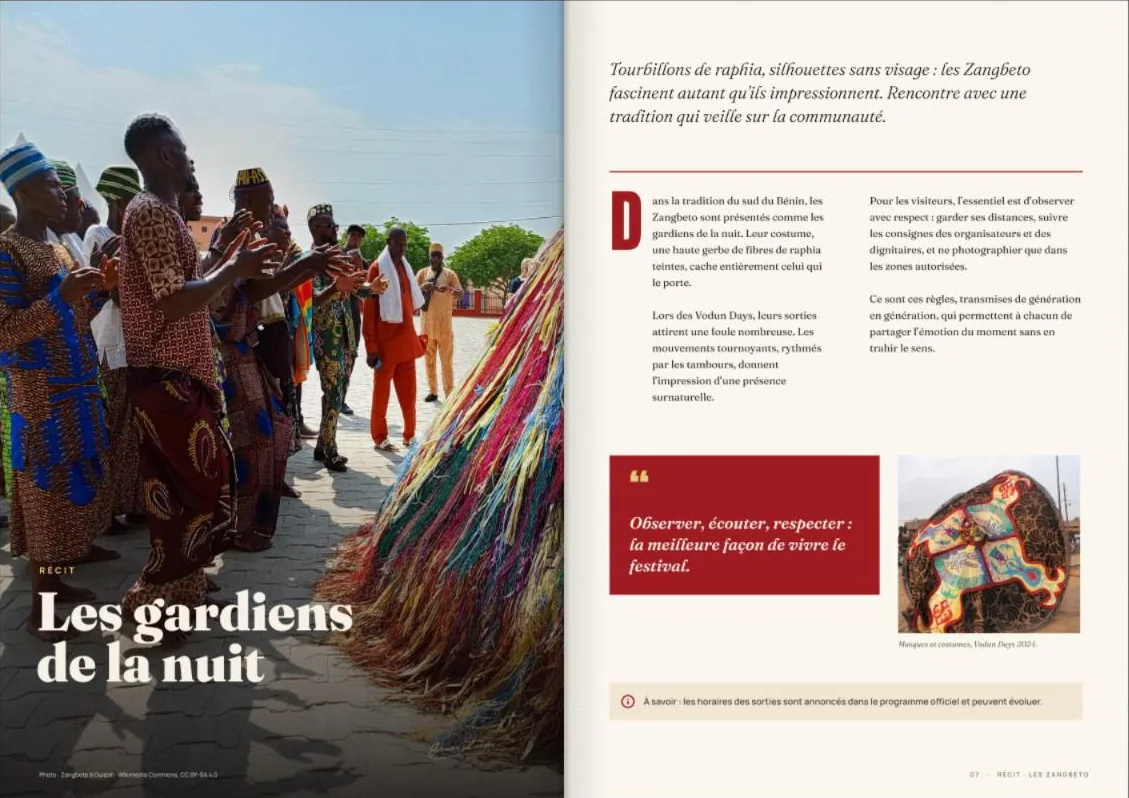 RÉCIT
Les gardiens
de la nuit
Photo · Zangbeto à Ouidah · Wikimedia Commons, CC BY-SA 4.0
Tourbillons de raphia, silhouettes sans visage : les Zangbeto
fascinent autant qu'ils impressionnent. Rencontre avec une
tradition qui veille sur la communauté.
Dans la tradition du sud du Bénin, les
Zangbeto sont présentés comme les
gardiens de la nuit. Leur costume,
une haute gerbe de fibres de raphia
teintes, cache entièrement celui qui
le porte.
Lors des Vodun Days, leurs sorties
attirent une foule nombreuse. Les
mouvements tournoyants, rythmés
par les tambours, donnent
l'impression d'une présence
surnaturelle.
Pour les visiteurs, l'essentiel est d'observer
avec respect : garder ses distances, suivre
les consignes des organisateurs et des
dignitaires, et ne photographier que dans
les zones autorisées.
Ce sont ces règles, transmises de génération
en génération, qui permettent à chacun de
partager l'émotion du moment sans en
trahir le sens.
❝
Observer, écouter, respecter :
la meilleure façon de vivre le
festival.
Masques et costumes, Vodun Days 2024.
À savoir : les horaires des sorties sont annoncés dans le programme officiel et peuvent évoluer.
07 · RÉCIT · LES ZANGBETO